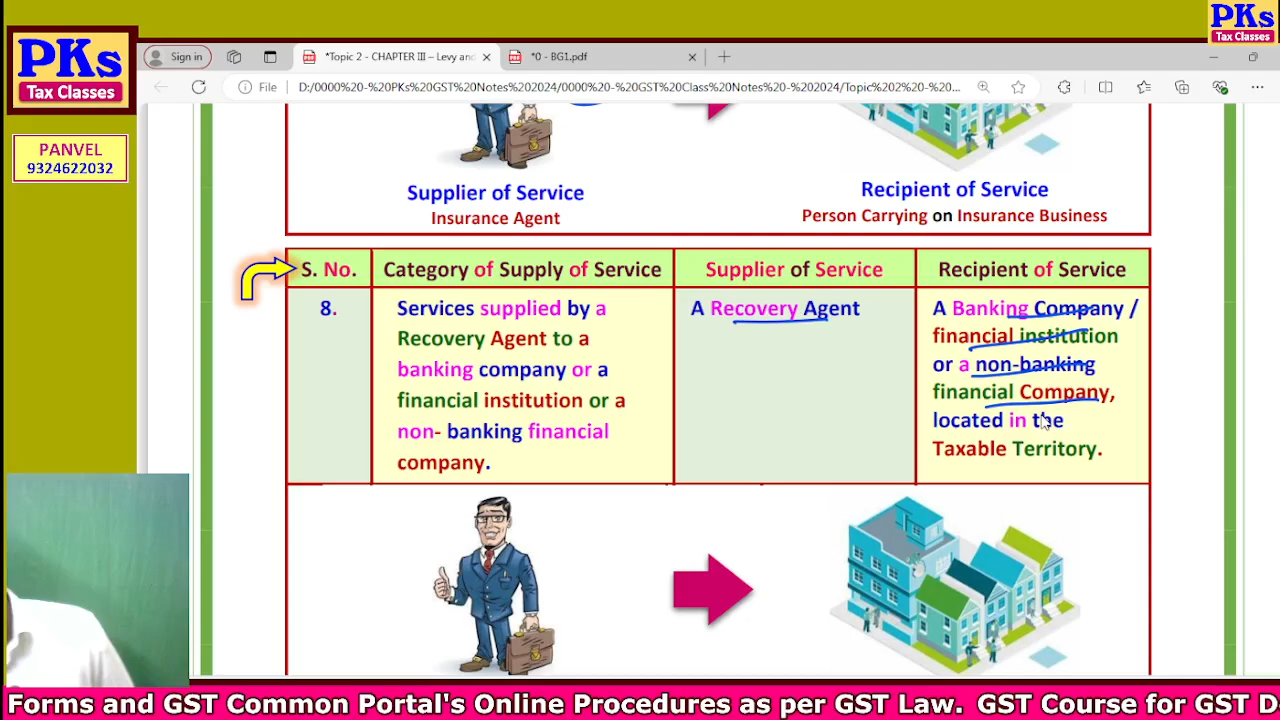 PKs
Tax Classes
PKs
Tax Classes
PANVEL
9324622032
Sign in
*Topic 2 - CHAPTER III – Levy and
*0 - BG1.pdf
File
D:/0000%20-%20PKs%20GST%20Notes%202024/0000%20-%20GST%20Class%20Notes%20-%202024/Topic%202%20-%20...
Supplier of Service
Insurance Agent
Recipient of Service
Person Carrying on Insurance Business
S. No.
Category of Supply of Service
Supplier of Service
Recipient of Service
8.
Services supplied by a
Recovery Agent to a
banking company or a
financial institution or a
non- banking financial
company.
A Recovery Agent
A Banking Company /
financial institution
or a non-banking
financial Company,
located in the
Taxable Territory.
Forms and GST Common Portal's Online Procedures as per GST Law. GST Course for GST D